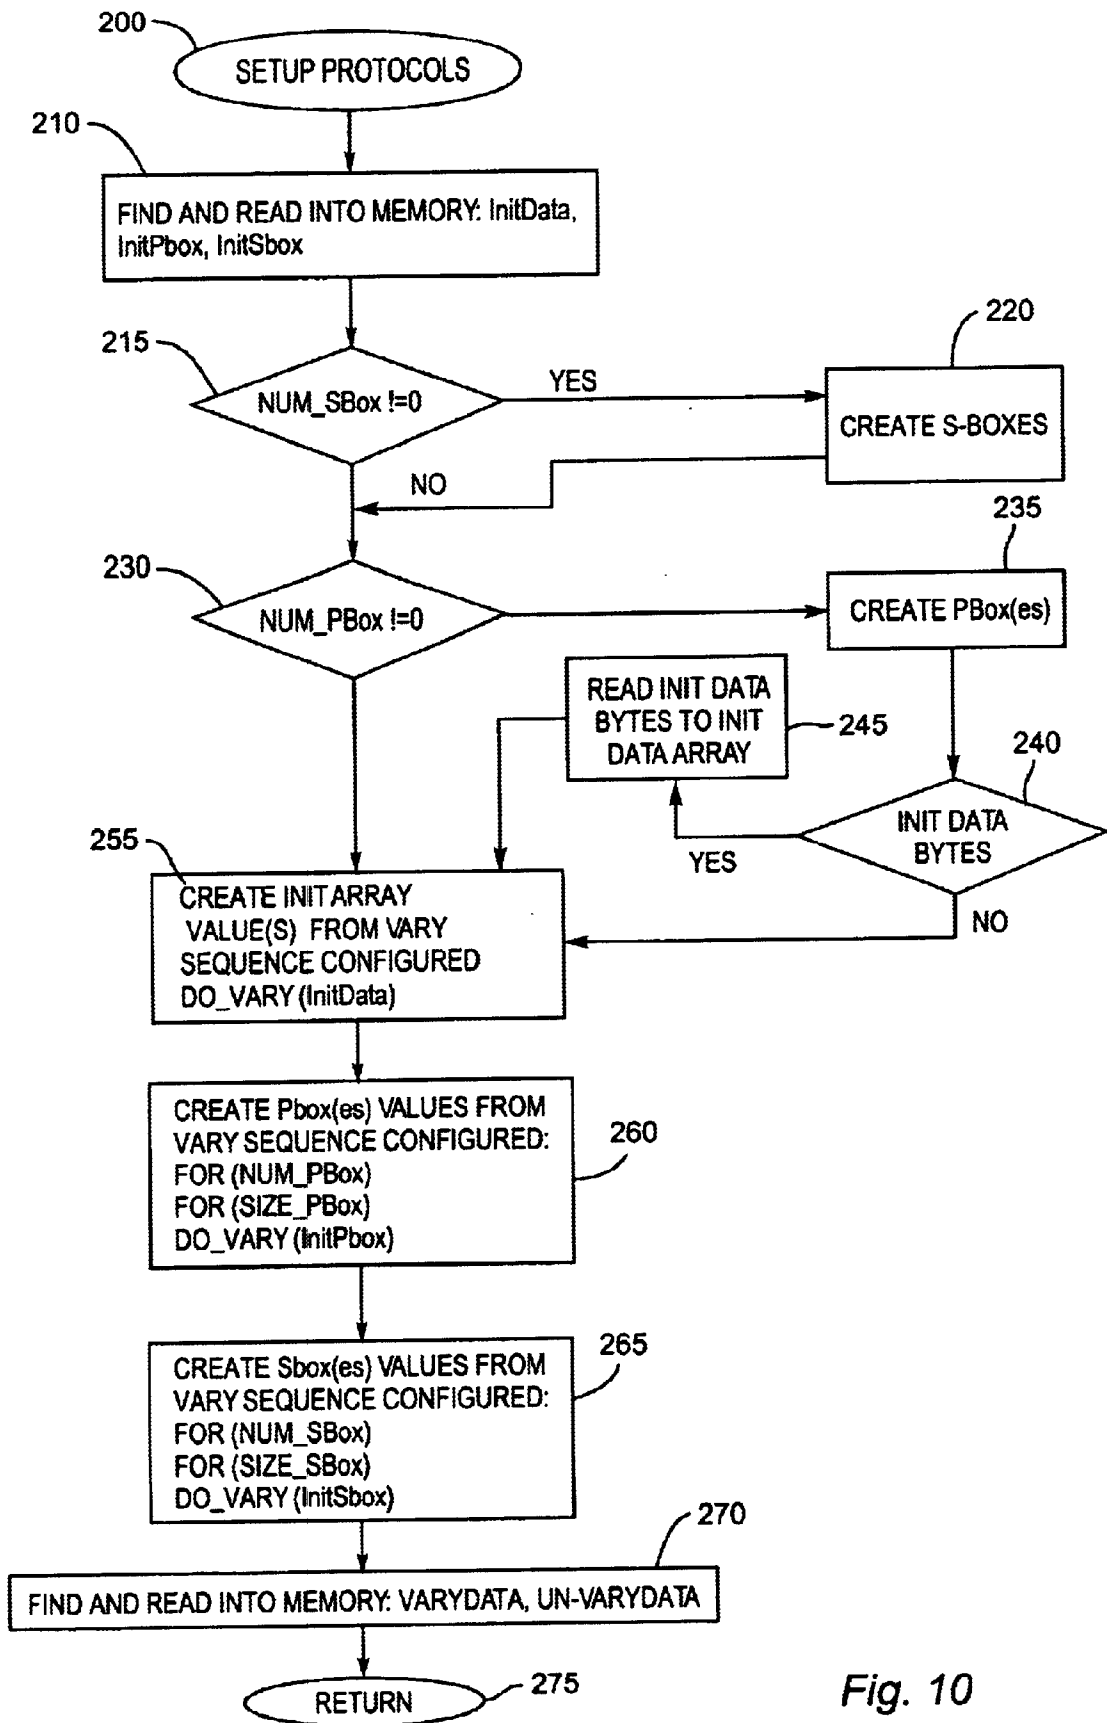 200
SETUP PROTOCOLS
210
FIND AND READ INTO MEMORY: InitData,
InitPbox, InitSbox
215
NUM_SBox !=0
YES
220
CREATE S-BOXES
NO
230
NUM_PBox !=0
235
CREATE PBox(es)
READ INIT DATA
BYTES TO INIT
DATA ARRAY
245
240
INIT DATA
BYTES
YES
NO
255
CREATE INIT ARRAY
VALUE(S) FROM VARY
SEQUENCE CONFIGURED
DO_VARY (InitData)
CREATE Pbox(es) VALUES FROM
VARY SEQUENCE CONFIGURED:
FOR (NUM_PBox)
FOR (SIZE_PBox)
DO_VARY (InitPbox)
260
CREATE Sbox(es) VALUES FROM
VARY SEQUENCE CONFIGURED:
FOR (NUM_SBox)
FOR (SIZE_SBox)
DO_VARY (InitSbox)
265
270
FIND AND READ INTO MEMORY: VARYDATA, UN-VARYDATA
RETURN
275
Fig. 10